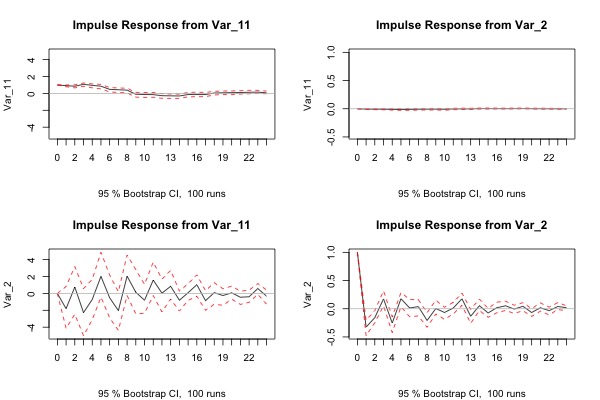 Impulse Response from Var_11
Var_11
4
2
0
-4
0 2 4 6 8 10 13 16 19 22
95 % Bootstrap CI, 100 runs
Impulse Response from Var_2
Var_11
1.0
0.5
0.0
-0.5
0 2 4 6 8 10 13 16 19 22
95 % Bootstrap CI, 100 runs
Impulse Response from Var_11
Var_2
4
2
0
-4
0 2 4 6 8 10 13 16 19 22
95 % Bootstrap CI, 100 runs
Impulse Response from Var_2
Var_2
1.0
0.5
0.0
-0.5
0 2 4 6 8 10 13 16 19 22
95 % Bootstrap CI, 100 runs